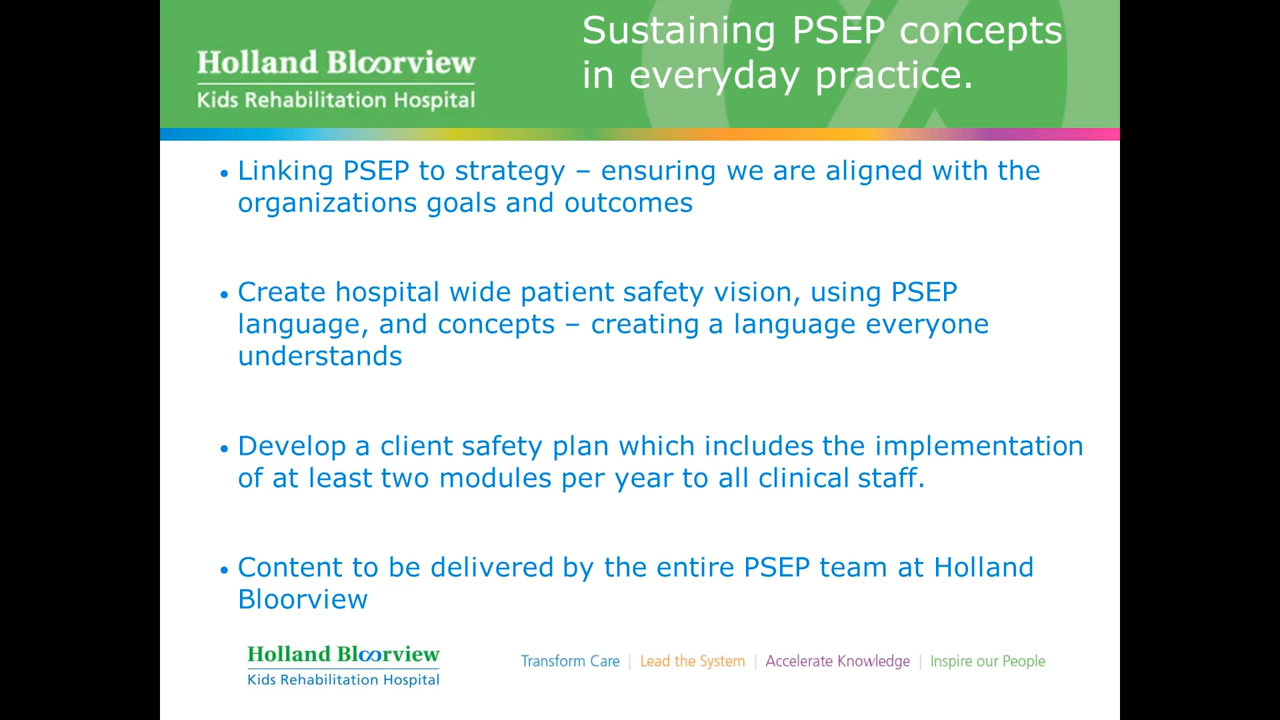 Holland Bloorview
Kids Rehabilitation Hospital
Sustaining PSEP concepts
in everyday practice.
• Linking PSEP to strategy – ensuring we are aligned with the
organizations goals and outcomes
• Create hospital wide patient safety vision, using PSEP
language, and concepts – creating a language everyone
understands
• Develop a client safety plan which includes the implementation
of at least two modules per year to all clinical staff.
• Content to be delivered by the entire PSEP team at Holland
Bloorview
Holland Bloorview
Kids Rehabilitation Hospital
Transform Care | Lead the System | Accelerate Knowledge | Inspire our People